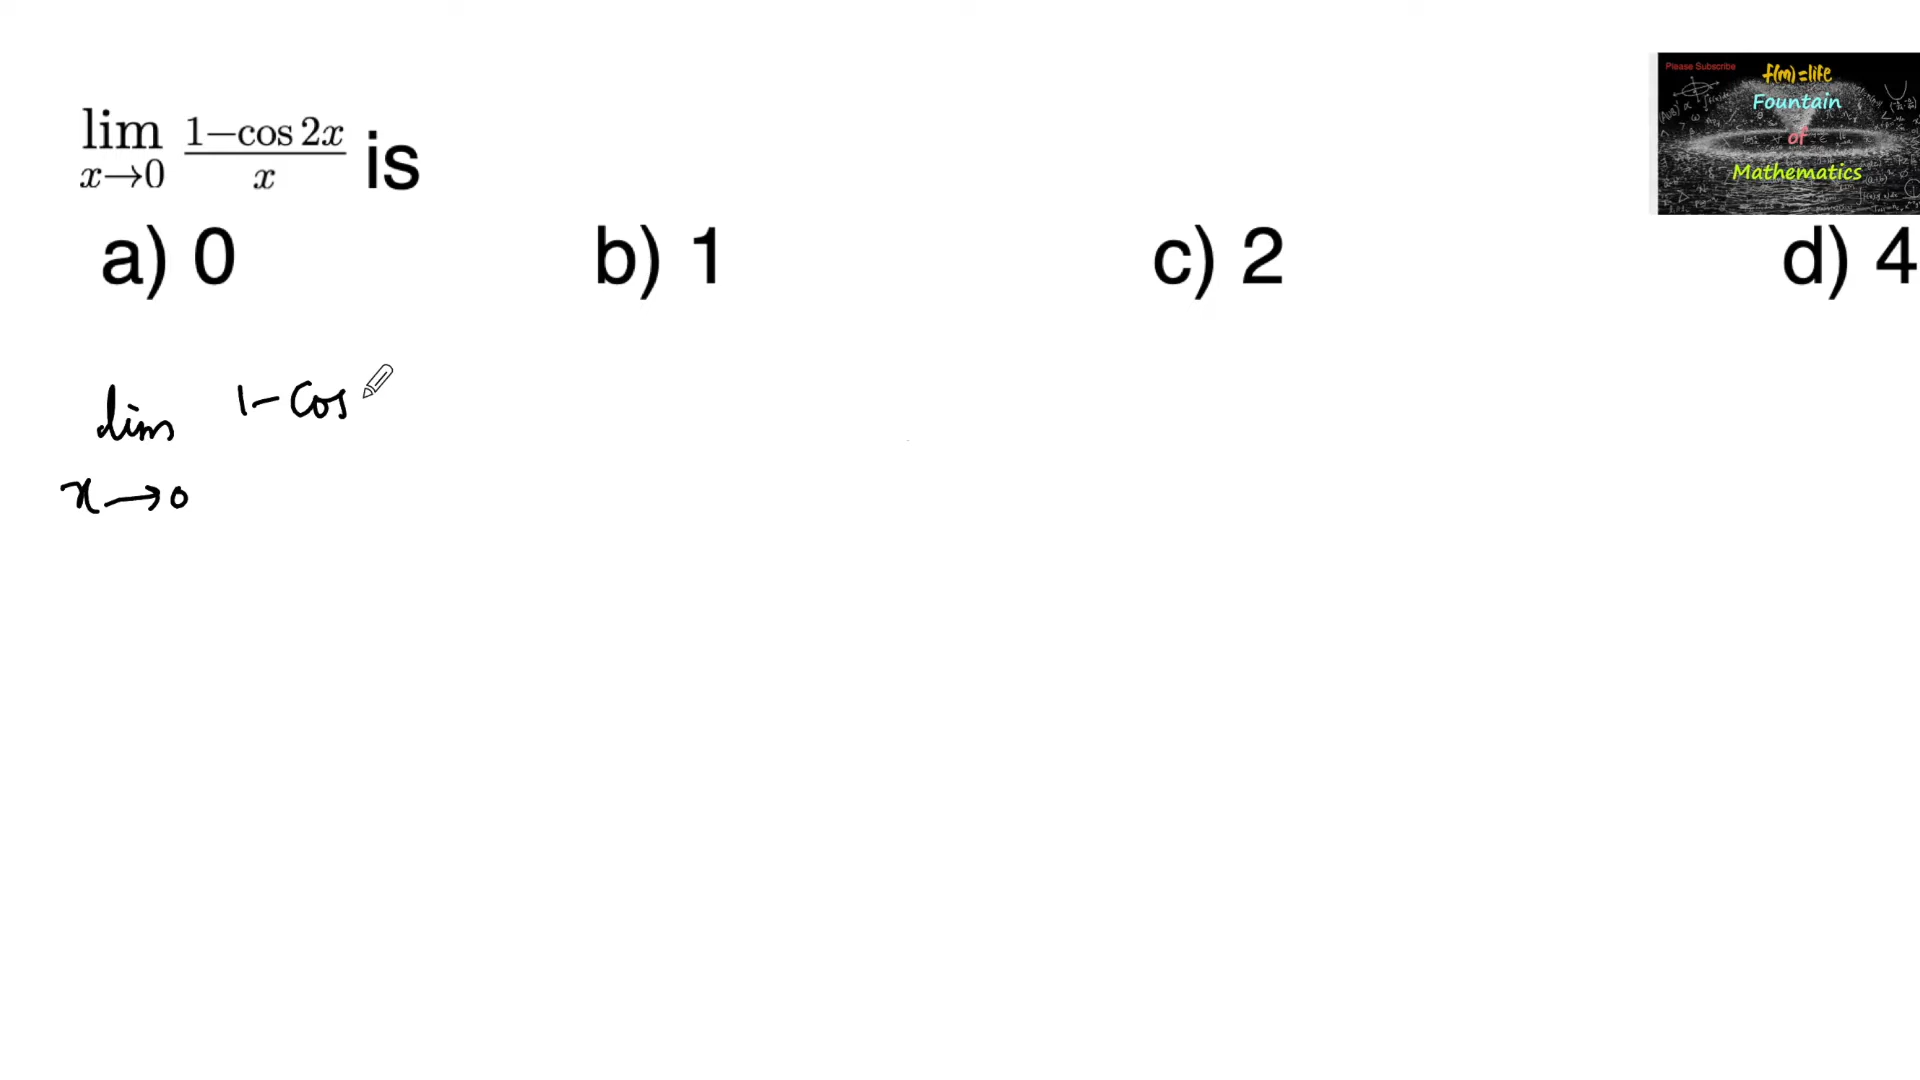 Please Subscribe
f(m)=life
Fountain
of
Mathematics
lim x→0 1−cos 2x / x is
a) 0 b) 1 c) 2 d) 4
lim x→0 1-Cos